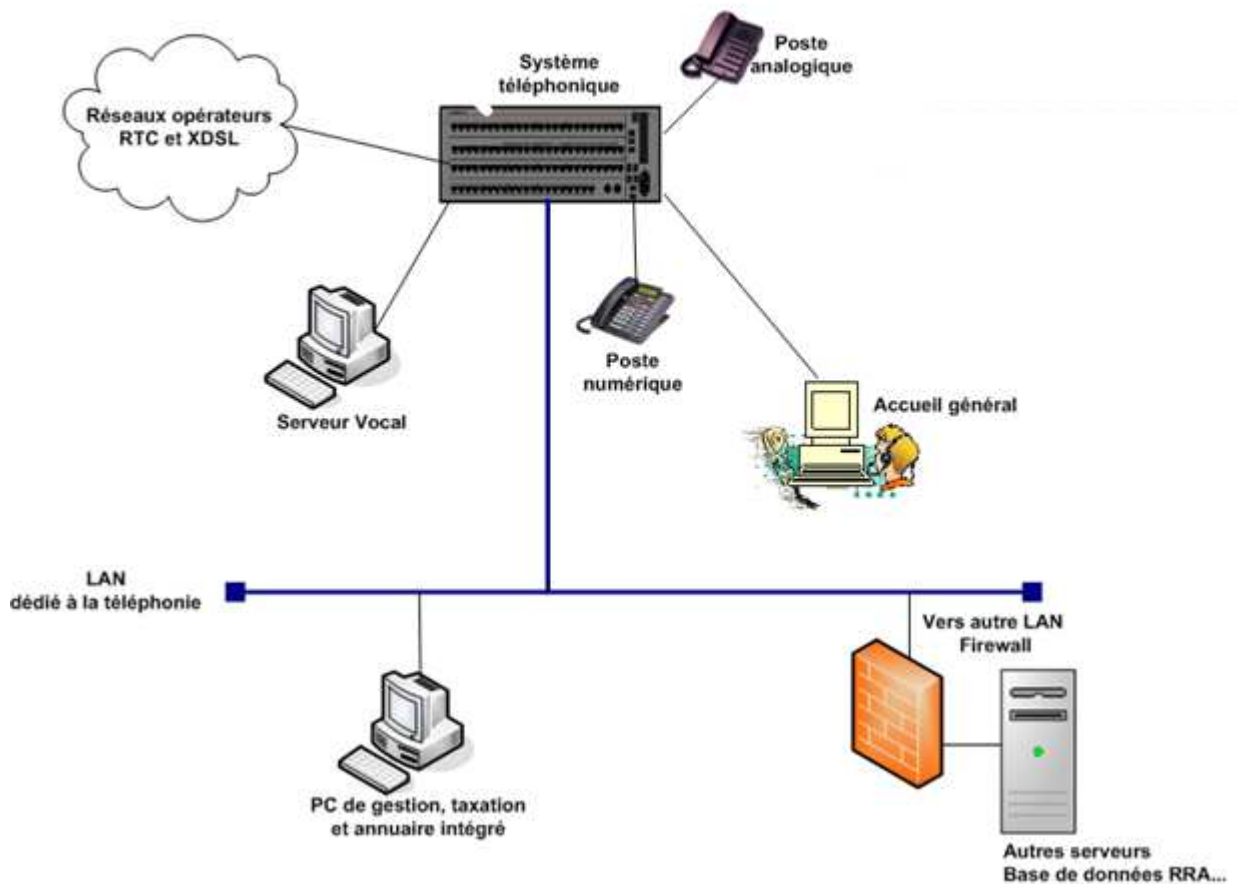 Poste
analogique
Système
téléphonique
Réseaux opérateurs
RTC et XDSL
Poste
numérique
Serveur Vocal
Accueil général
LAN
dédié à la téléphonie
Vers autre LAN
Firewall
PC de gestion, taxation
et annuaire intégré
Autres serveurs
Base de données RRA...